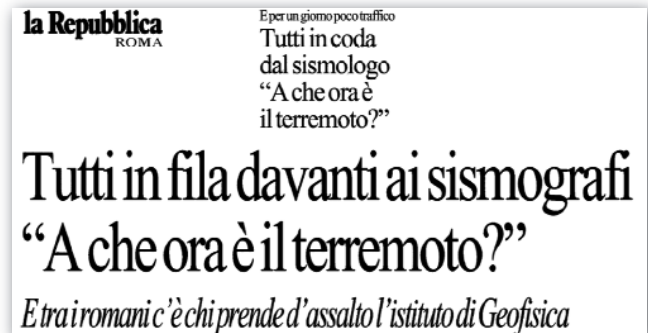 la Repubblica
ROMA
E per un giorno poco traffico
Tutti in coda
dal sismologo
“A che ora è
il terremoto?”
Tutti in fila davanti ai sismografi
“A che ora è il terremoto?”
E tra i romani c’è chi prende d’assalto l’istituto di Geofisica